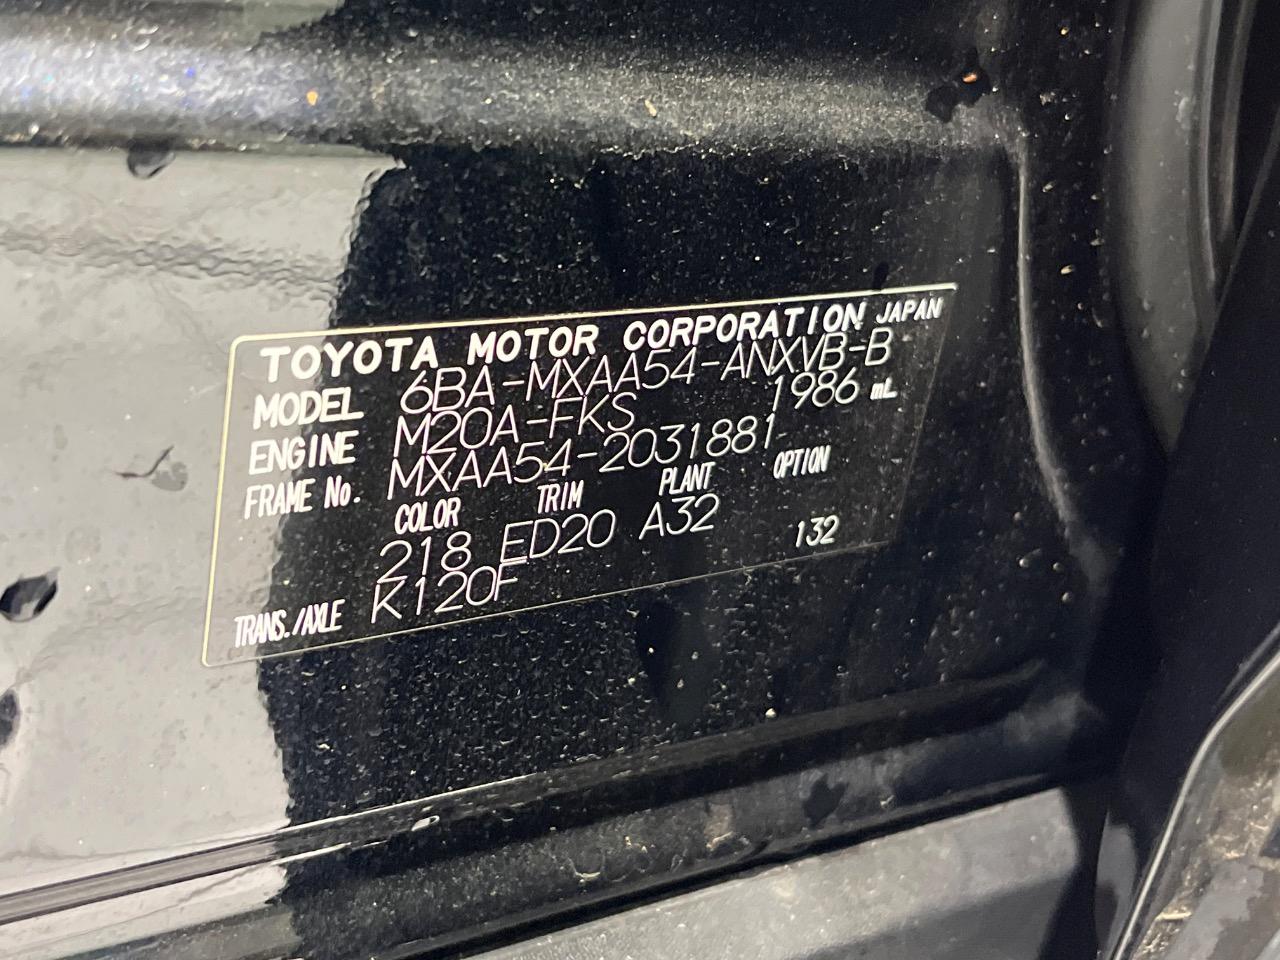 TOYOTA MOTOR CORPORATION JAPAN
MODEL 6BA-MXAA54-ANXVB-B
ENGINE M20A-FKS 1986 mL
FRAME No. MXAA54-2031881
COLOR TRIM PLANT OPTION
218 ED20 A32 132
TRANS./AXLE K120F